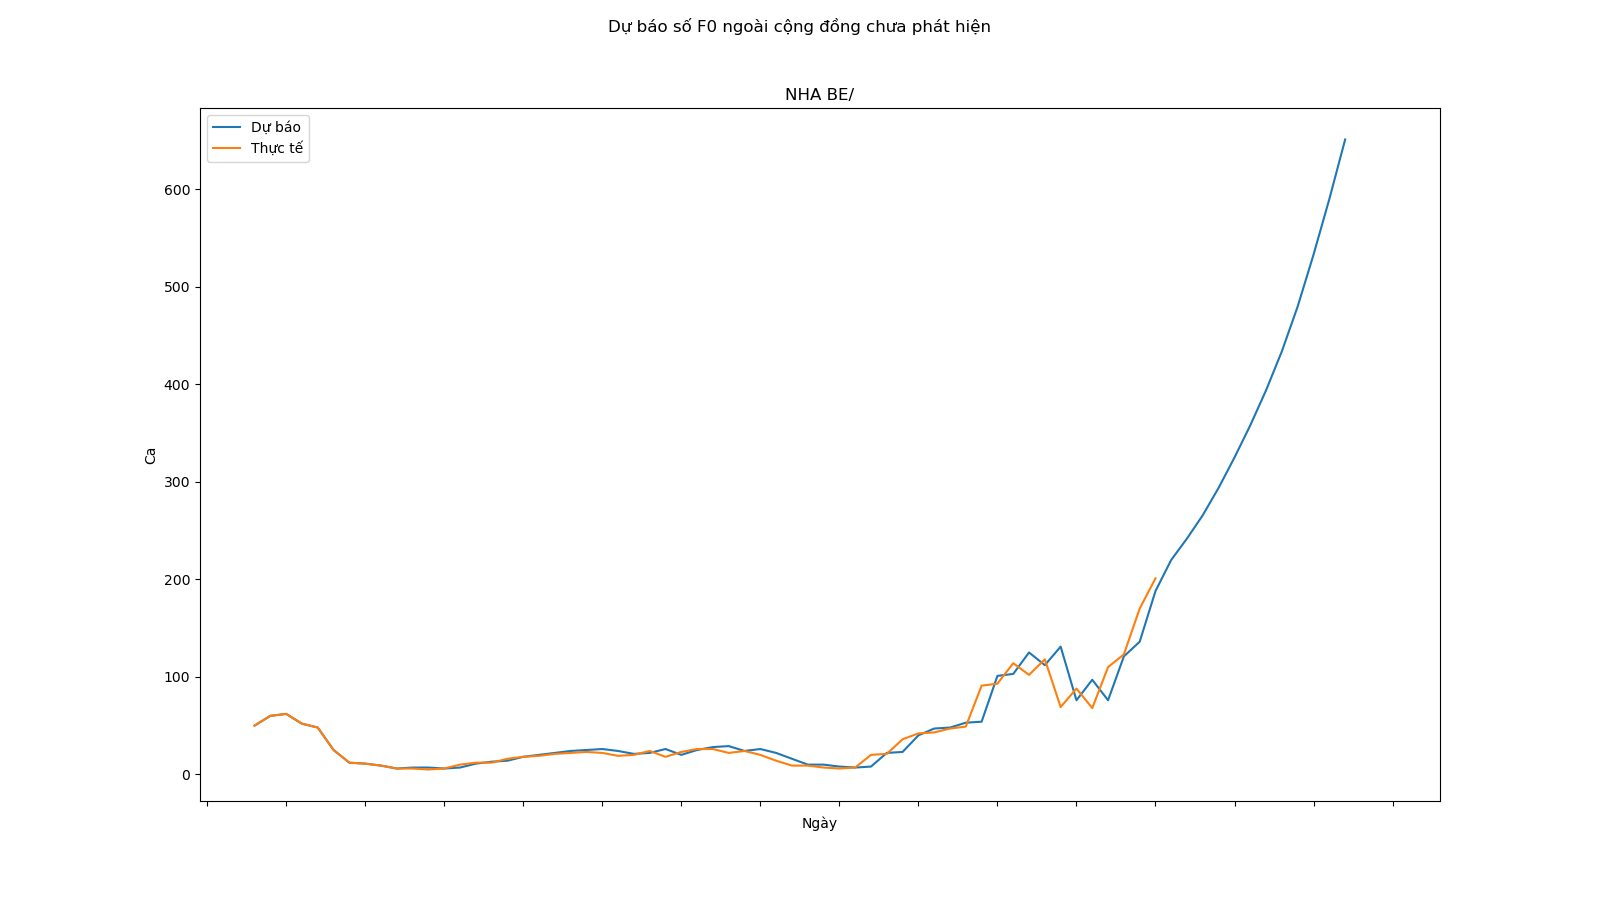 Dự báo số F0 ngoài cộng đồng chưa phát hiện
NHA BE/
Dự báo
Thực tế
600
500
400
300
200
100
0
Ca
Ngày